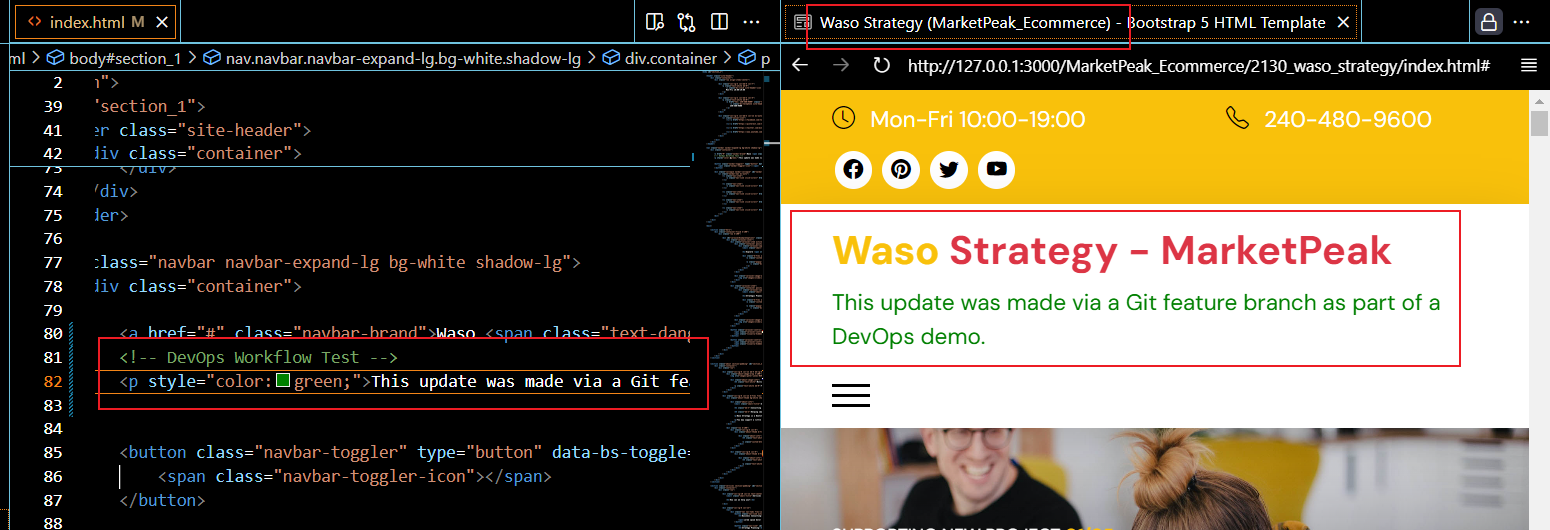 index.html M
Waso Strategy (MarketPeak_Ecommerce) - Bootstrap 5 HTML Template
ml > body#section_1 > nav.navbar.navbar-expand-lg.bg-white.shadow-lg > div.container > p
http://127.0.0.1:3000/MarketPeak_Ecommerce/2130_waso_strategy/index.html#
2 n">
39 "section_1">
41 er class="site-header">
42 div class="container">
73 </div>
74 /div>
75 der>
76
77 class="navbar navbar-expand-lg bg-white shadow-lg">
78 div class="container">
79
80 <a href="#" class="navbar-brand">Waso <span class="text-dang
81 <!-- DevOps Workflow Test -->
82 <p style="color:green;">This update was made via a Git fea
83
84
85 <button class="navbar-toggler" type="button" data-bs-toggle=
86 <span class="navbar-toggler-icon"></span>
87 </button>
88
Mon-Fri 10:00-19:00
240-480-9600
Waso Strategy - MarketPeak
This update was made via a Git feature branch as part of a
DevOps demo.
SUPPORTING NEW PROJECT